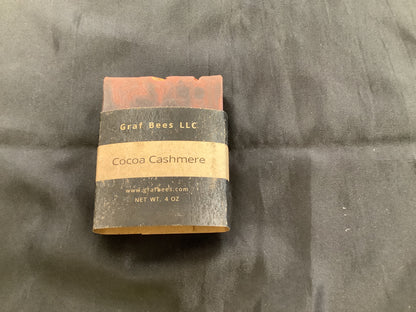 Graf Bees LLC
Cocoa Cashmere
www.grafbees.com
NET WT. 4 OZ